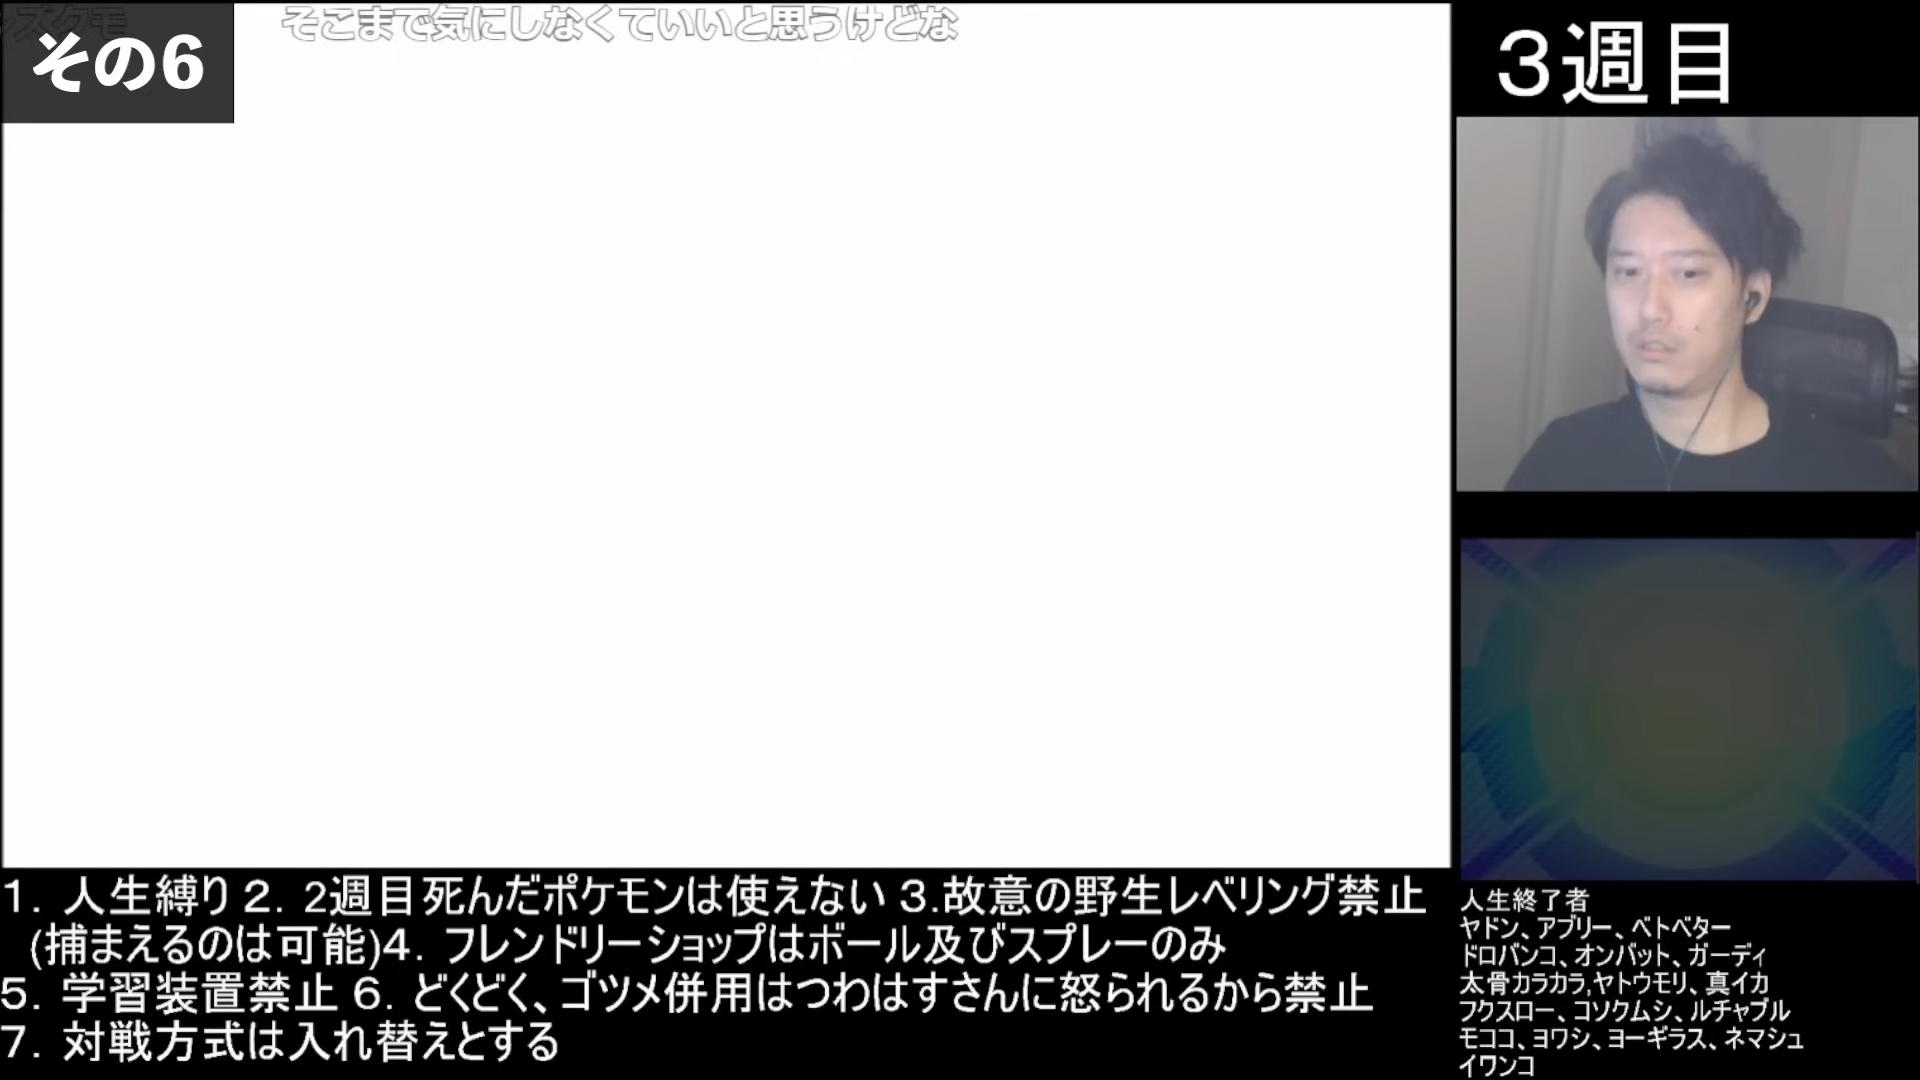 そこまで気にしなくていいと思うけどな
その6
3週目
1. 人生縛り 2. 2週目死んだポケモンは使えない 3.故意の野生レベリング禁止
(捕まえるのは可能)4. フレンドリーショップはボール及びスプレーのみ
5. 学習装置禁止 6. どくどく、ゴツメ併用はつわはすさんに怒られるから禁止
7. 対戦方式は入れ替えとする
人生終了者
ヤドン、アブリー、ベトベター
ドロバンコ、オンバット、ガーディ
太骨カラカラ,ヤトウモリ、真イカ
フクスロー、コソクムシ、ルチャブル
モココ、ヨワシ、ヨーギラス、ネマシュ
イワンコ